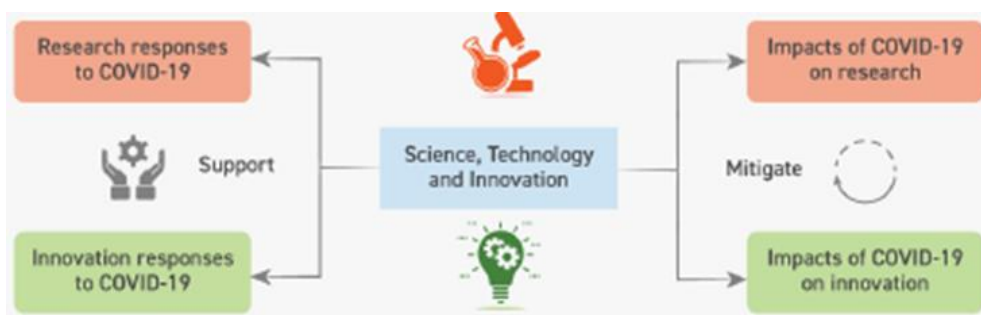 Research responses
to COVID-19
Impacts of COVID-19
on research
Support
Science, Technology
and Innovation
Mitigate
Innovation responses
to COVID-19
Impacts of COVID-19
on innovation